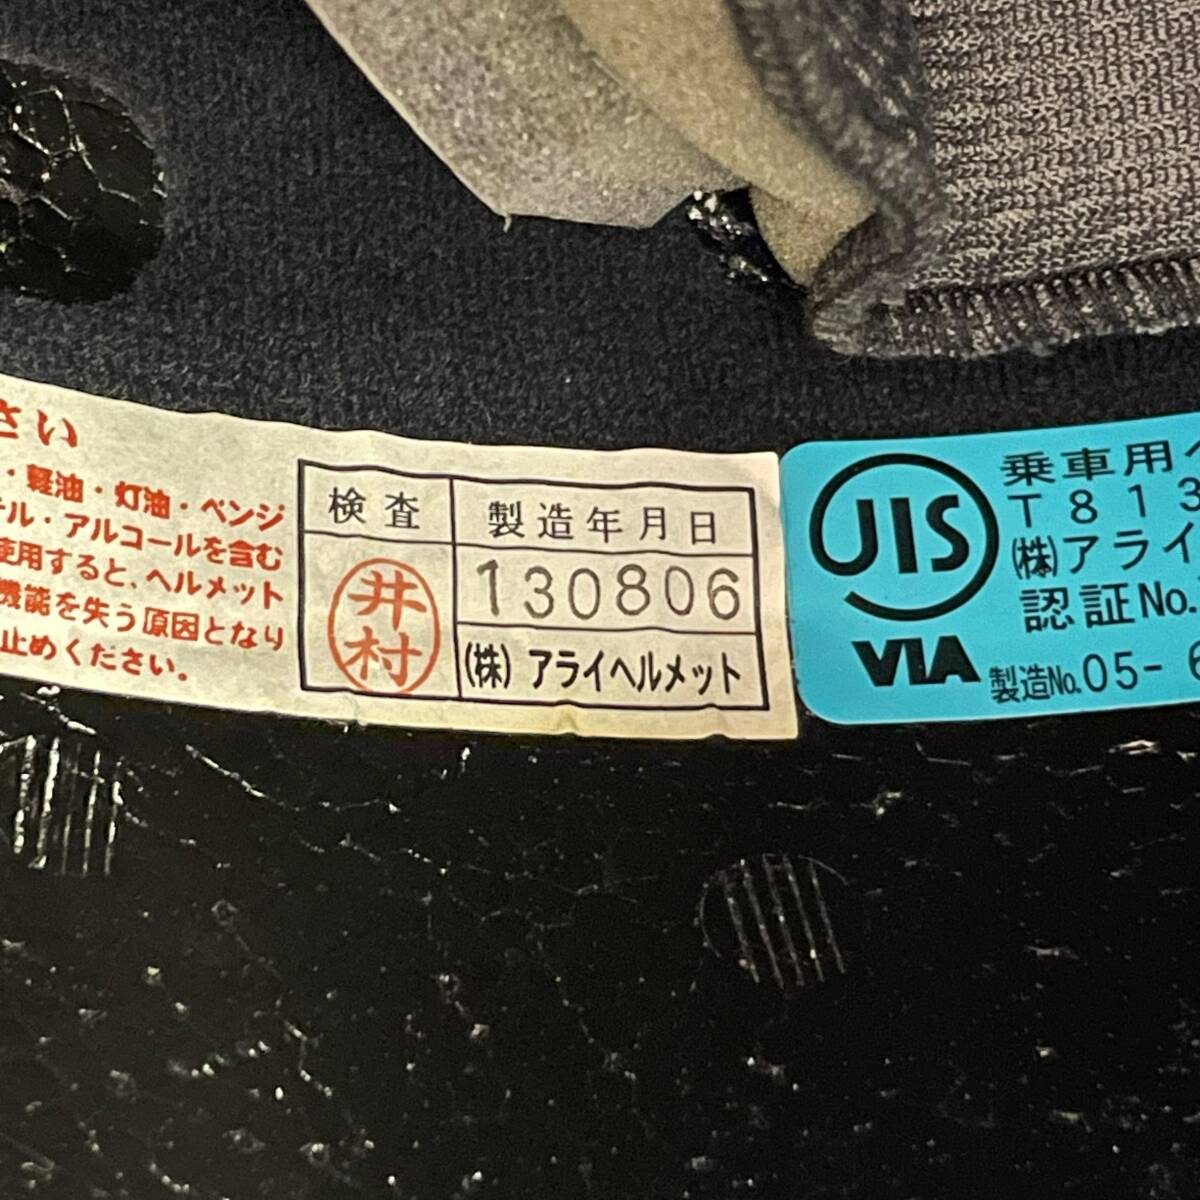 さい
・軽油・灯油・ベンジ
ル・アルコールを含む
使用すると、ヘルメット
機能を失う原因となり
止めください。
検査
製造年月日
井村
130806
(株) アライヘルメット
JIS
VIA
乗車用ヘ
T813
(株)アライ
認証No.
製造No.05-6